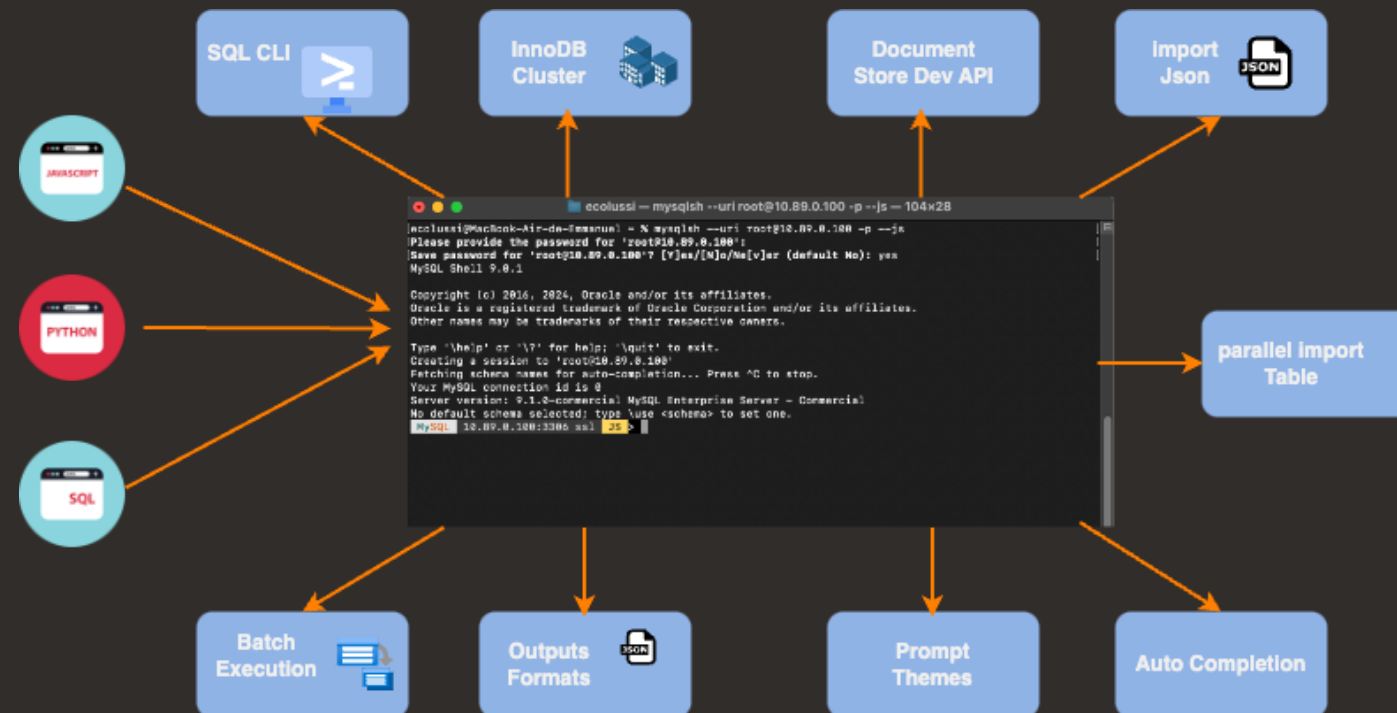 SQL CLI
InnoDB
Cluster
Document
Store Dev API
import
Json
JSON
JAVASCRIPT
PYTHON
SQL
ecolussi — mysqlsh --uri root@10.89.0.100 -p --js — 104×28
ecolussi@MacBook-Air-de-Emmanuel ~ % mysqlsh --uri root@10.89.0.100 -p --js
Please provide the password for 'root@10.89.0.100':
Save password for 'root@10.89.0.100'? [Y]es/[N]o/Ne[v]er (default No): yes
MySQL Shell 9.0.1
Copyright (c) 2016, 2024, Oracle and/or its affiliates.
Oracle is a registered trademark of Oracle Corporation and/or its affiliates.
Other names may be trademarks of their respective owners.
Type '\help' or '\?' for help; '\quit' to exit.
Creating a session to 'root@10.89.0.100'
Fetching schema names for auto-completion... Press ^C to stop.
Your MySQL connection id is 0
Server version: 9.1.0-commercial MySQL Enterprise Server - Commercial
No default schema selected; type \use <schema> to set one.
MySQL 10.89.0.100:3306 ssl JS >
parallel import
Table
Batch
Execution
Outputs
Formats
JSON
Prompt
Themes
Auto Completion